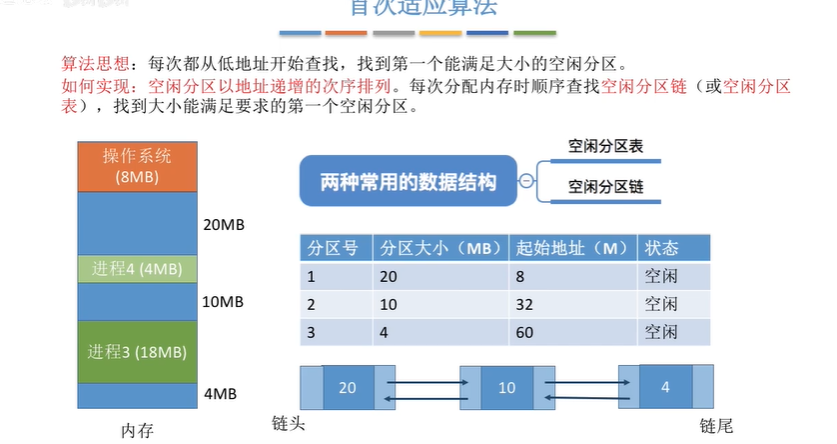 首次适应算法
算法思想：每次都从低地址开始查找，找到第一个能满足大小的空闲分区。
如何实现：空闲分区以地址递增的次序排列。每次分配内存时顺序查找空闲分区链（或空闲分区
表），找到大小能满足要求的第一个空闲分区。
操作系统
(8MB)
20MB
进程4 (4MB)
10MB
进程3 (18MB)
4MB
内存
两种常用的数据结构
空闲分区表
空闲分区链
分区号 分区大小（MB） 起始地址（M） 状态
1 20 8 空闲
2 10 32 空闲
3 4 60 空闲
20 10 4
链头 链尾